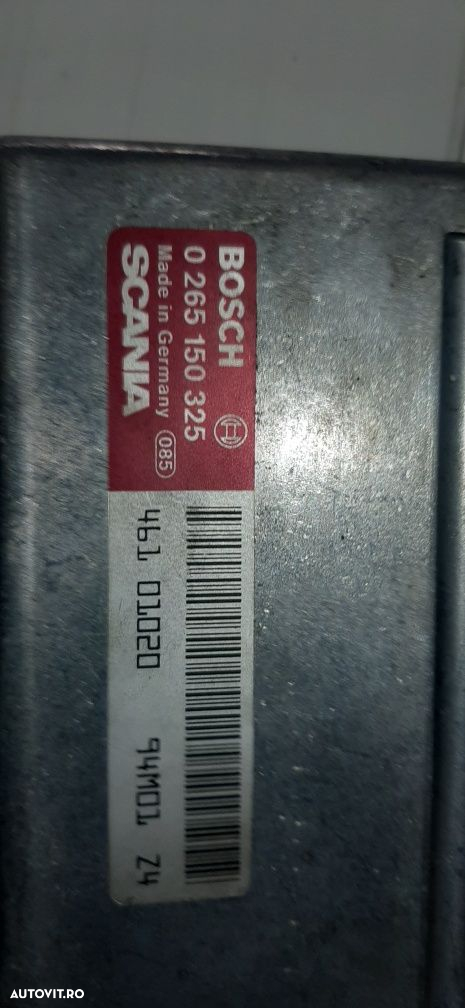 BOSCH
0 265 150 325
Made in Germany 085
SCANIA
461 01020 94M01 Z4
AUTOVIT.RO